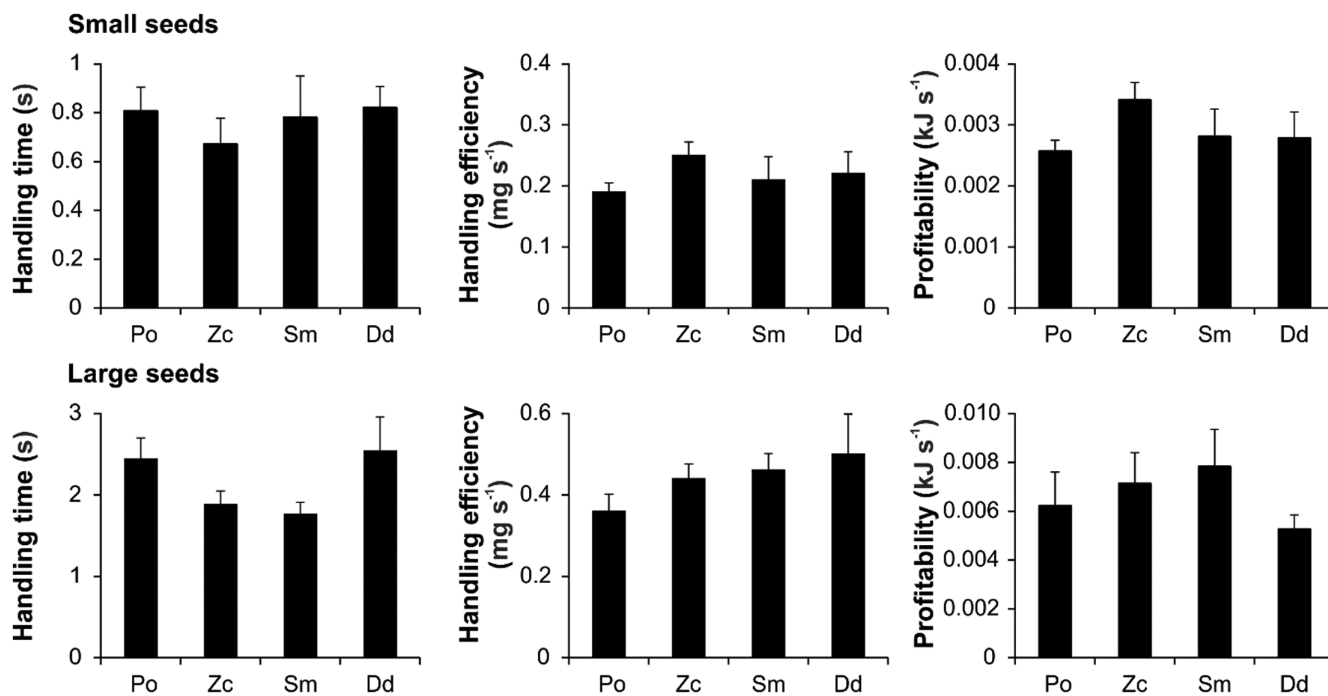 Small seeds
Handling time (s)
1
0.8
0.6
0.4
0.2
0
Po Zc Sm Dd
Handling efficiency
(mg s⁻¹)
0.4
0.3
0.2
0.1
0
Po Zc Sm Dd
Profitability (kJ s⁻¹)
0.004
0.003
0.002
0.001
0
Po Zc Sm Dd
Large seeds
Handling time (s)
3
2
1
0
Po Zc Sm Dd
Handling efficiency
(mg s⁻¹)
0.6
0.4
0.2
0
Po Zc Sm Dd
Profitability (kJ s⁻¹)
0.010
0.008
0.006
0.004
0.002
0
Po Zc Sm Dd